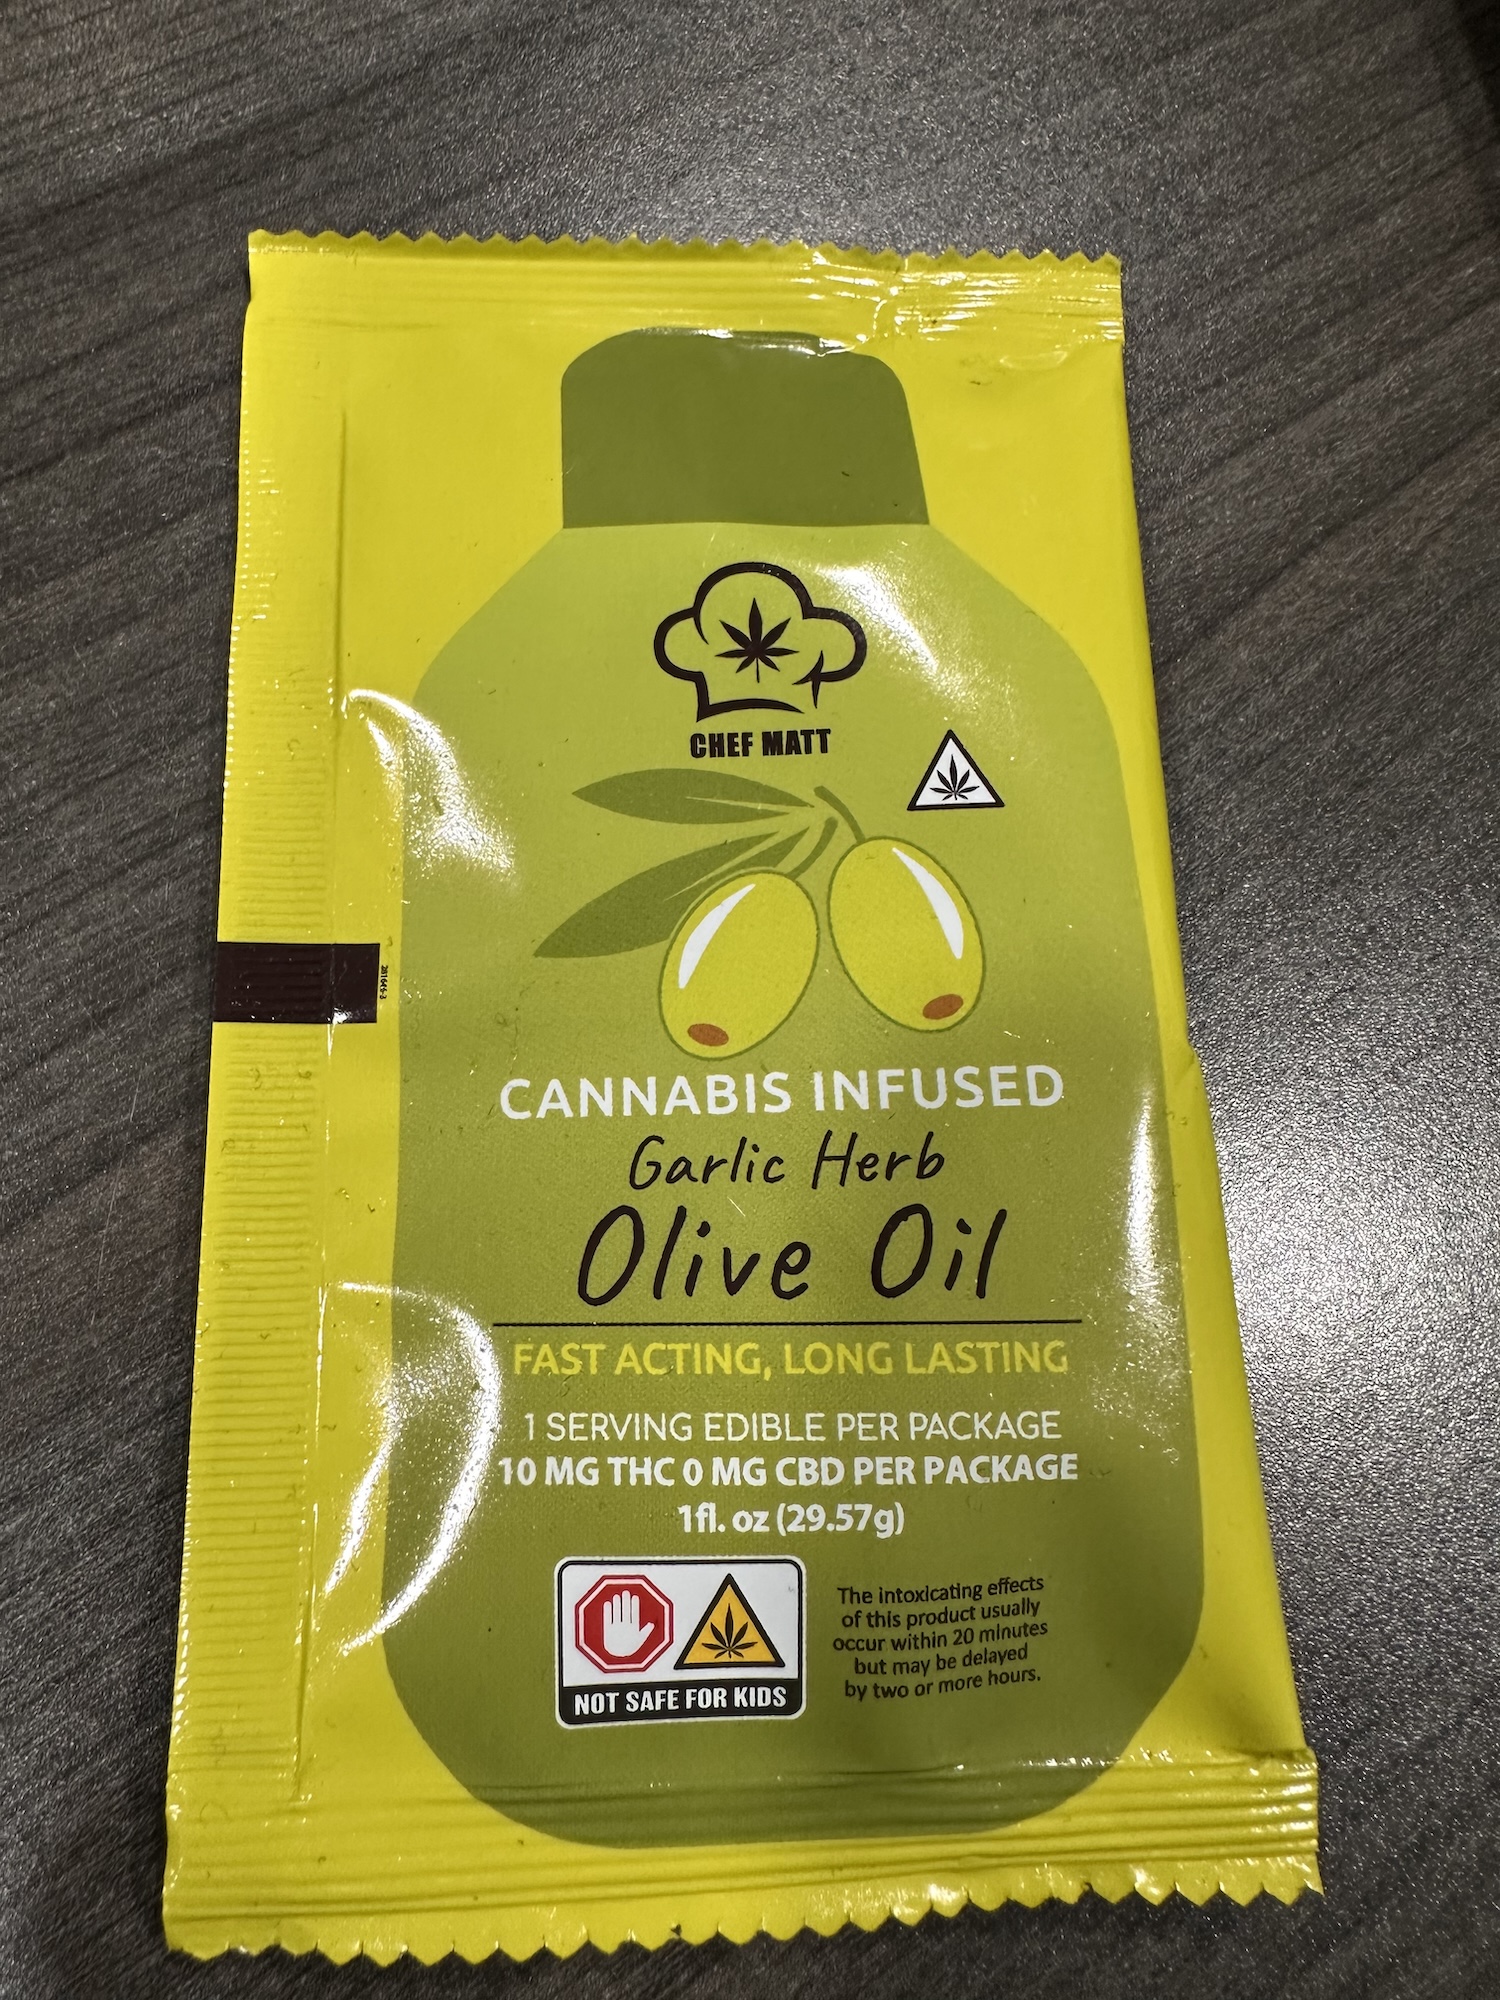 CHEF MATT
CANNABIS INFUSED
Garlic Herb
Olive Oil
FAST ACTING, LONG LASTING
1 SERVING EDIBLE PER PACKAGE
10 MG THC 0 MG CBD PER PACKAGE
1fl. oz (29.57g)
NOT SAFE FOR KIDS
The intoxicating effects
of this product usually
occur within 20 minutes
but may be delayed
by two or more hours.